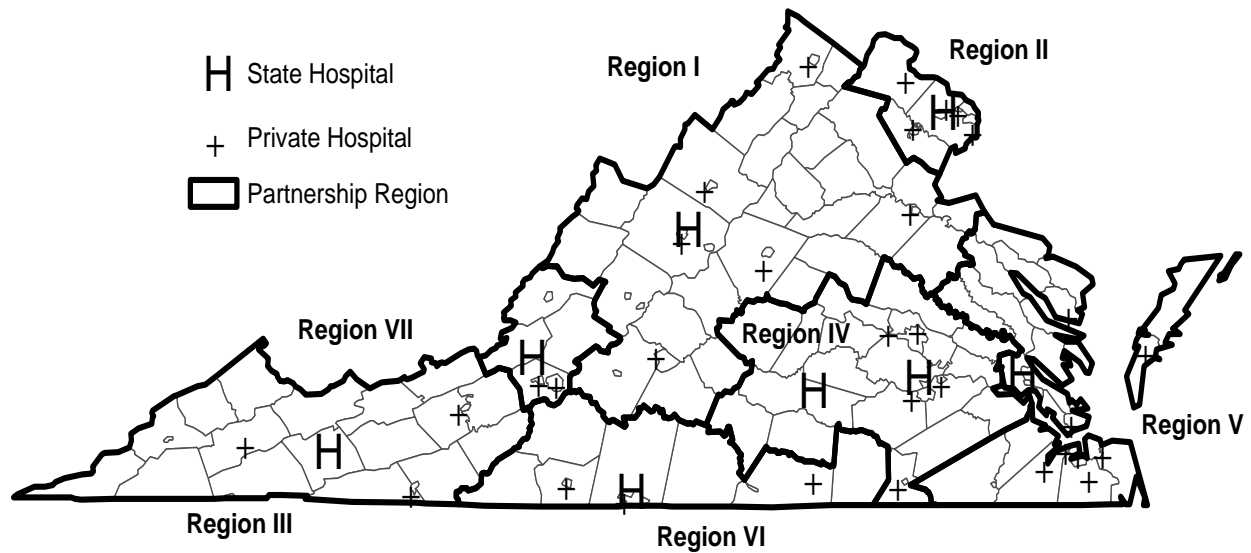 Region II
Region I
H State Hospital
+ Private Hospital
Partnership Region
Region VII
Region IV
Region V
Region III
Region VI
H
H
H
H
H
H
H
H